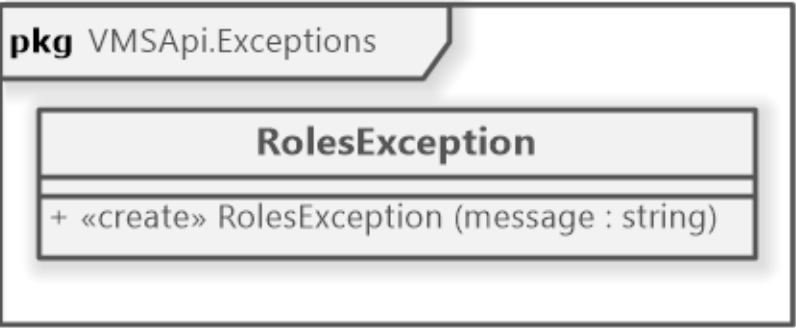 pkg VMSApi.Exceptions
RolesException
+ «create» RolesException (message : string)